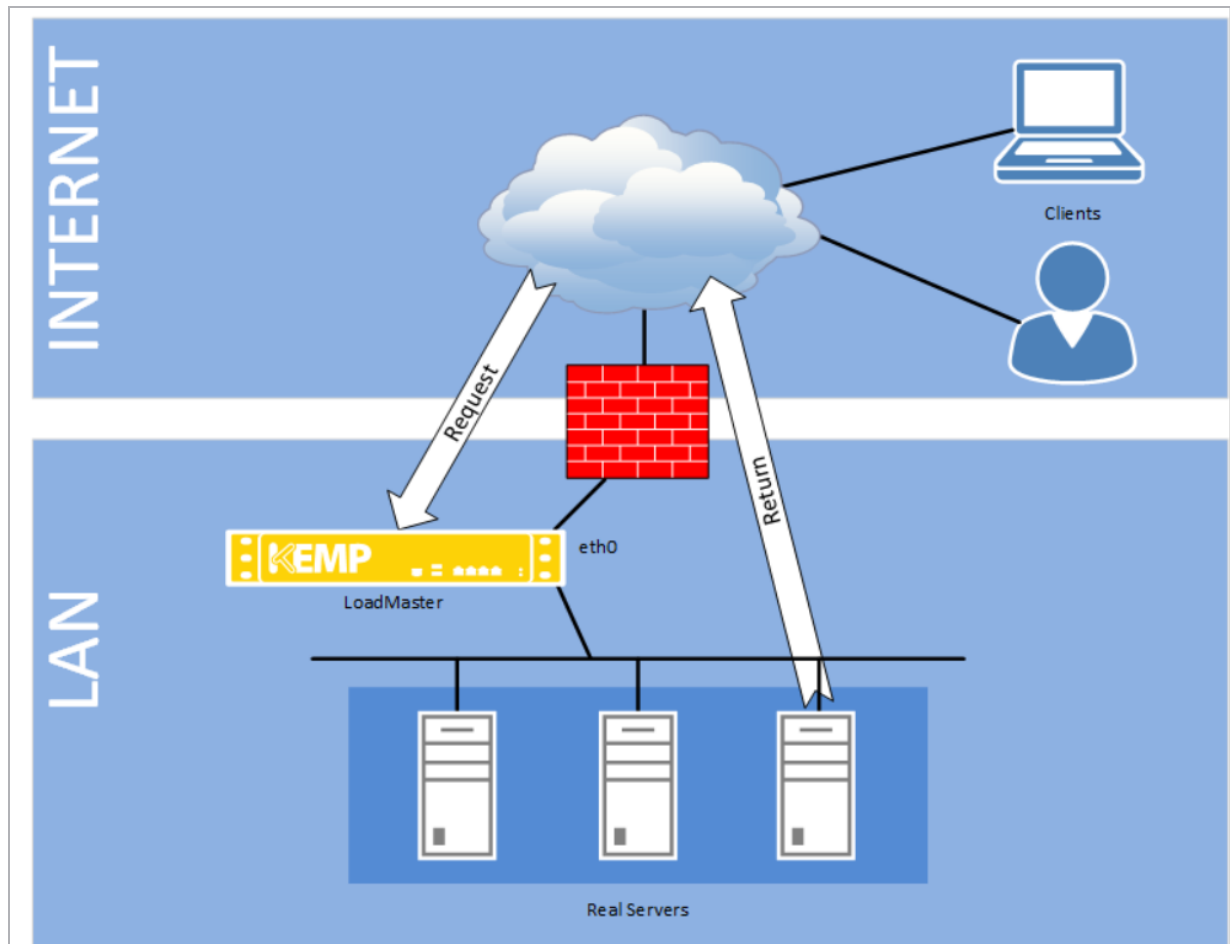 INTERNET
Clients
Request
Return
eth0
KEMP
LoadMaster
LAN
Real Servers